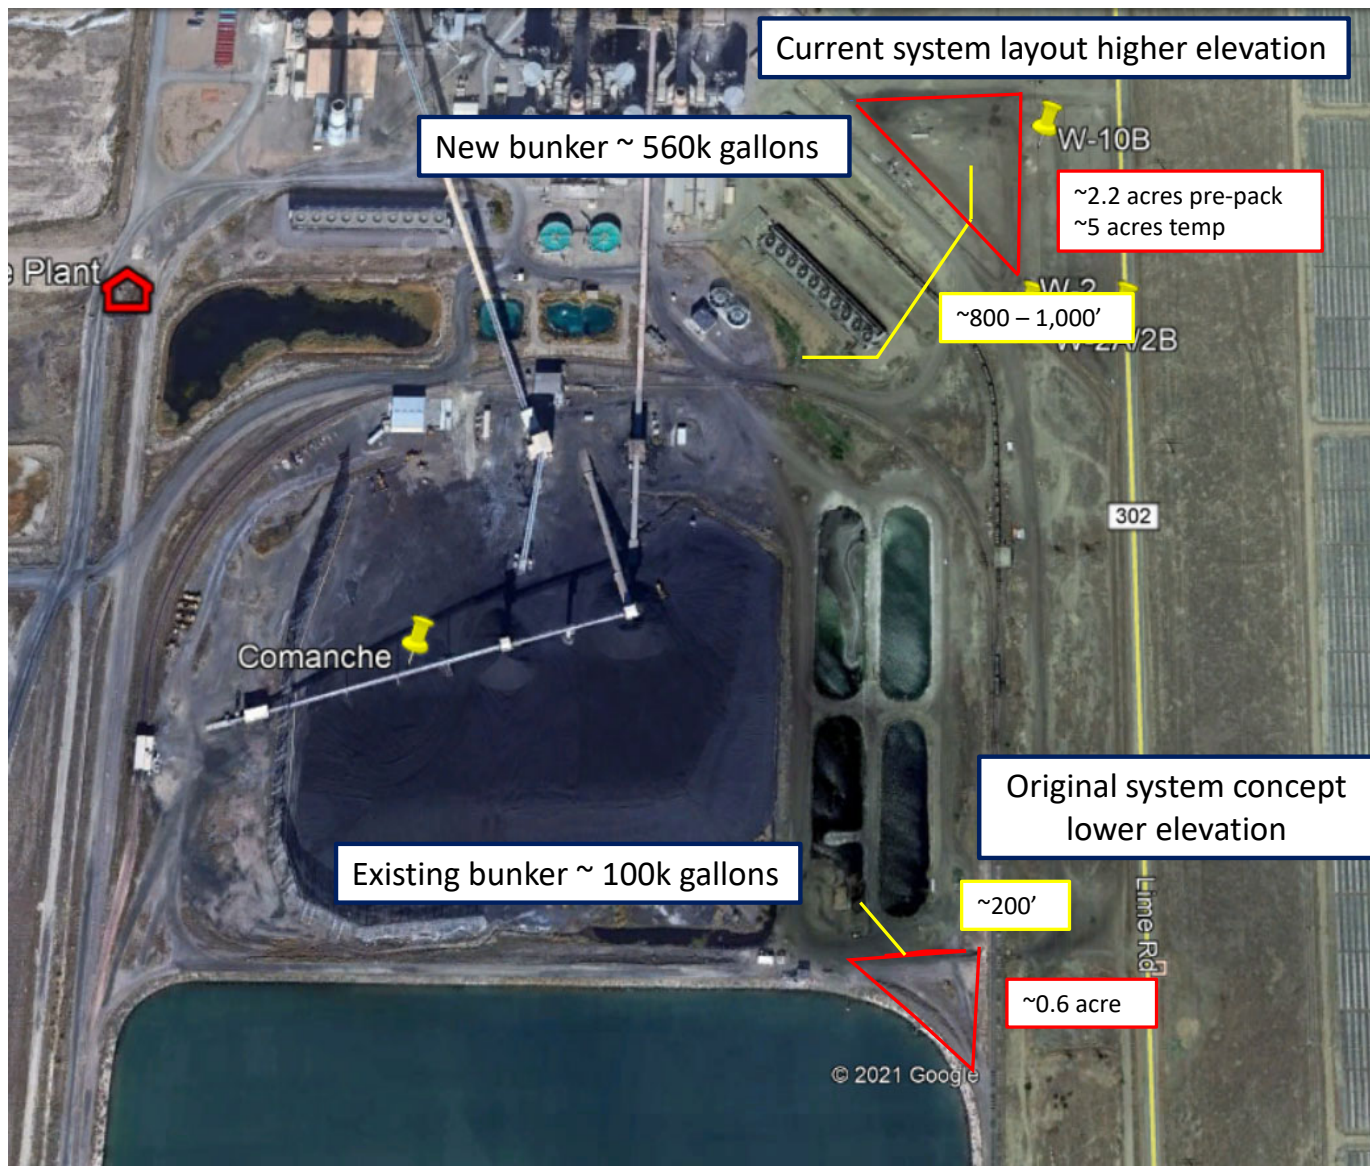 Current system layout higher elevation
New bunker ~ 560k gallons
W-10B
~2.2 acres pre-pack
~5 acres temp
e Plant
W-2
~800 – 1,000’
W-2A/2B
302
Comanche
Original system concept
lower elevation
Existing bunker ~ 100k gallons
~200’
Lime Rd
~0.6 acre
© 2021 Google